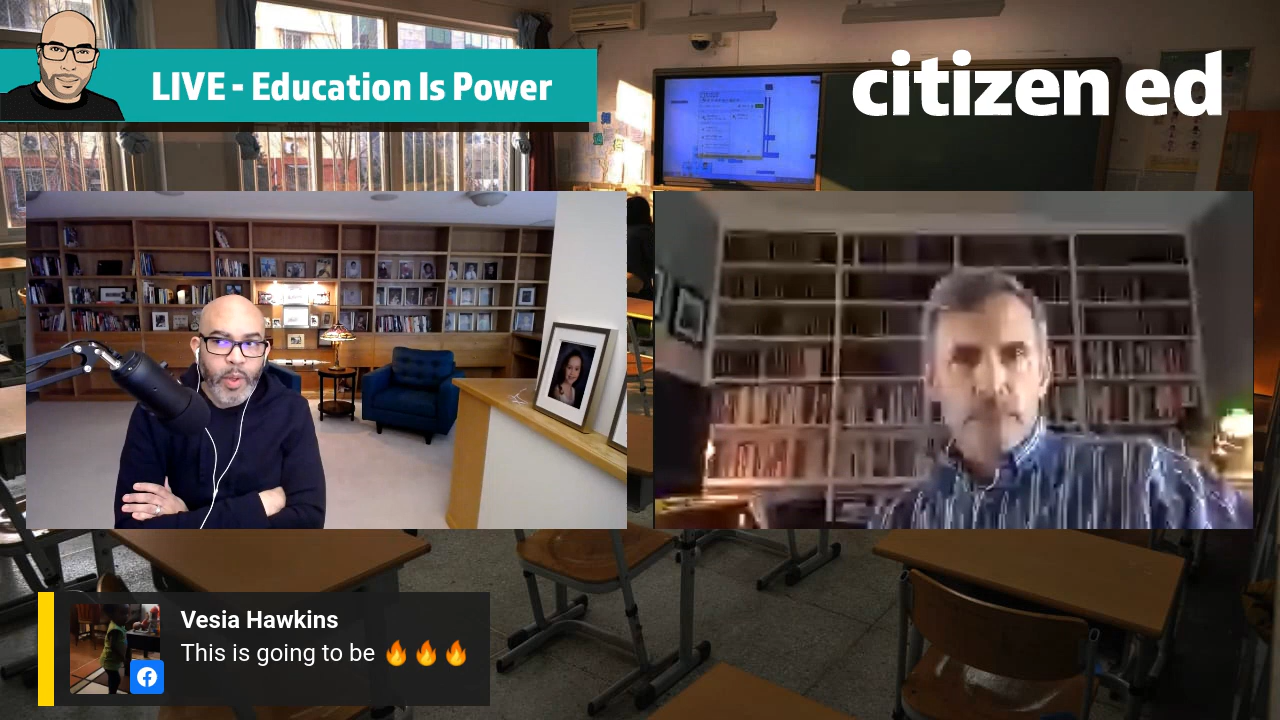 LIVE - Education Is Power
citizen ed
Vesia Hawkins
This is going to be 🔥🔥🔥